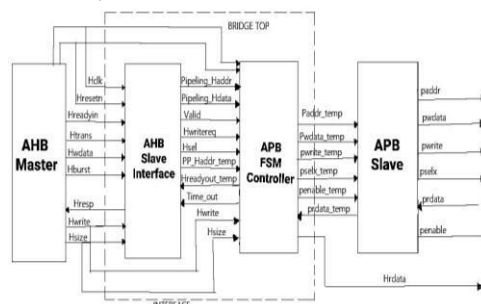 BRIDGE TOP
Hclk
Hresetn
Hreadyin
Htrans
Hwdata
Hburst
Hresp
Hwrite
Hsize
AHB
Master
AHB
Slave
Interface
Pipeling_Haddr
Pipeling_Hdata
Valid
Hwritereq
Hsel
PP_Haddr_temp
Hreadyout_temp
Time_out
Hwrite
Hsize
APB
FSM
Controller
Paddr_temp
Pwdata_temp
pwrite_temp
pselx_temp
penable_temp
prdata_temp
APB
Slave
paddr
pwdata
pwrite
pselx
prdata
penable
Hrdata
INTERFACE